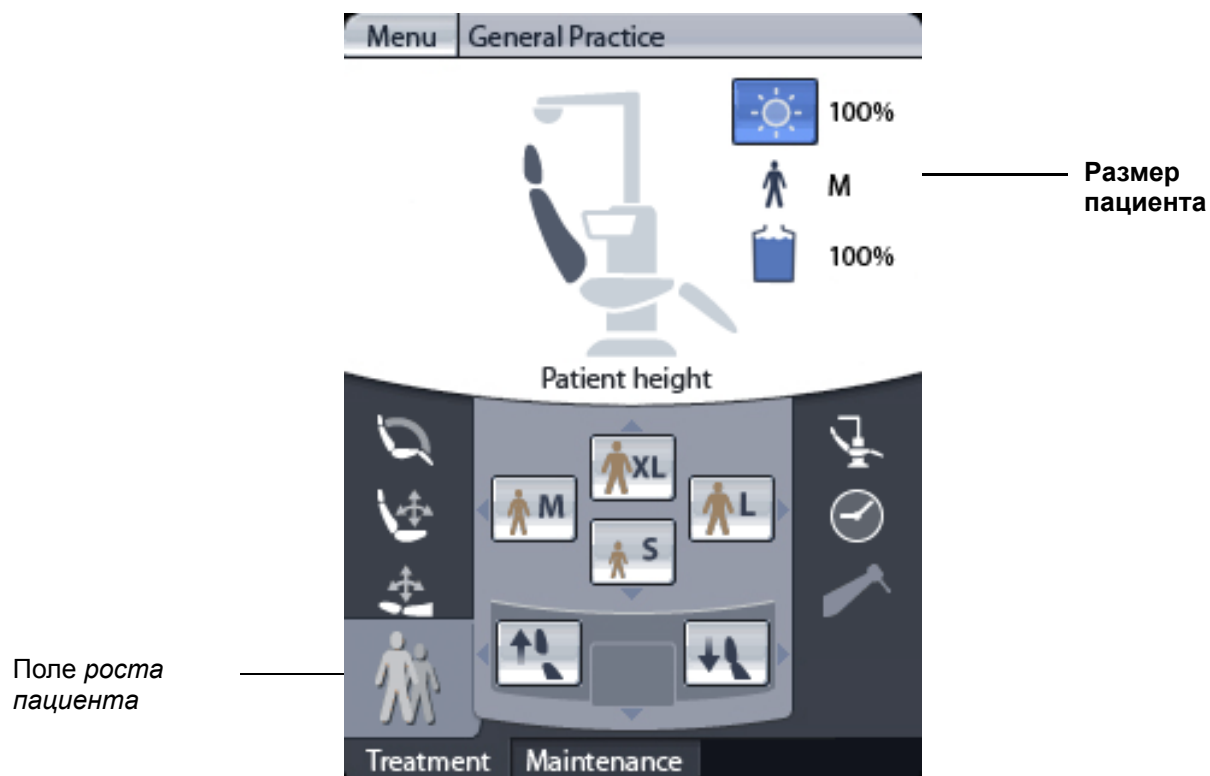 Menu General Practice
100%
M
100%
Размер
пациента
Patient height
XL
M
L
S
Поле роста
пациента
Treatment Maintenance